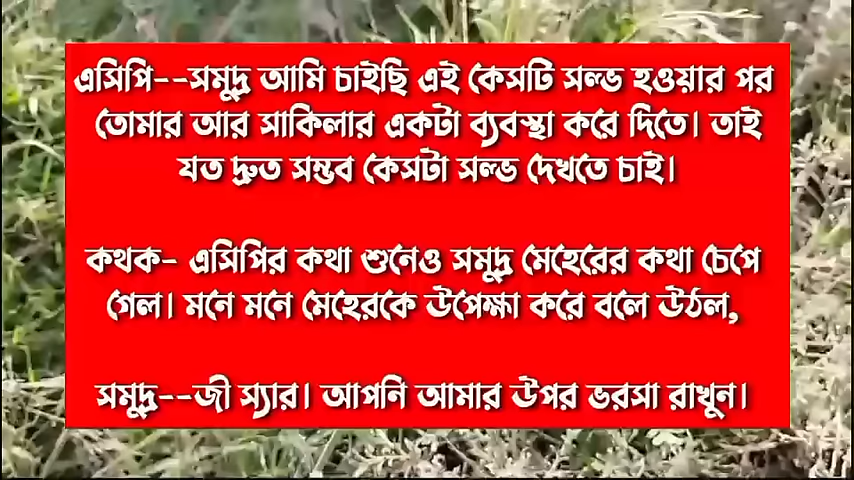 এসিপি--সমুদ্র আমি চাইছি এই কেসটি সল্ভ হওয়ার পর
তোমার আর সাকিলার একটা ব্যবস্থা করে দিতে। তাই
যত দ্রুত সম্ভব কেসটা সল্ভ দেখতে চাই।
কথক- এসিপির কথা শুনেও সমুদ্র মেহেরের কথা চেপে
গেল। মনে মনে মেহেরকে উপেক্ষা করে বলে উঠল,
সমুদ্র--জী স্যার। আপনি আমার উপর ভরসা রাখুন।